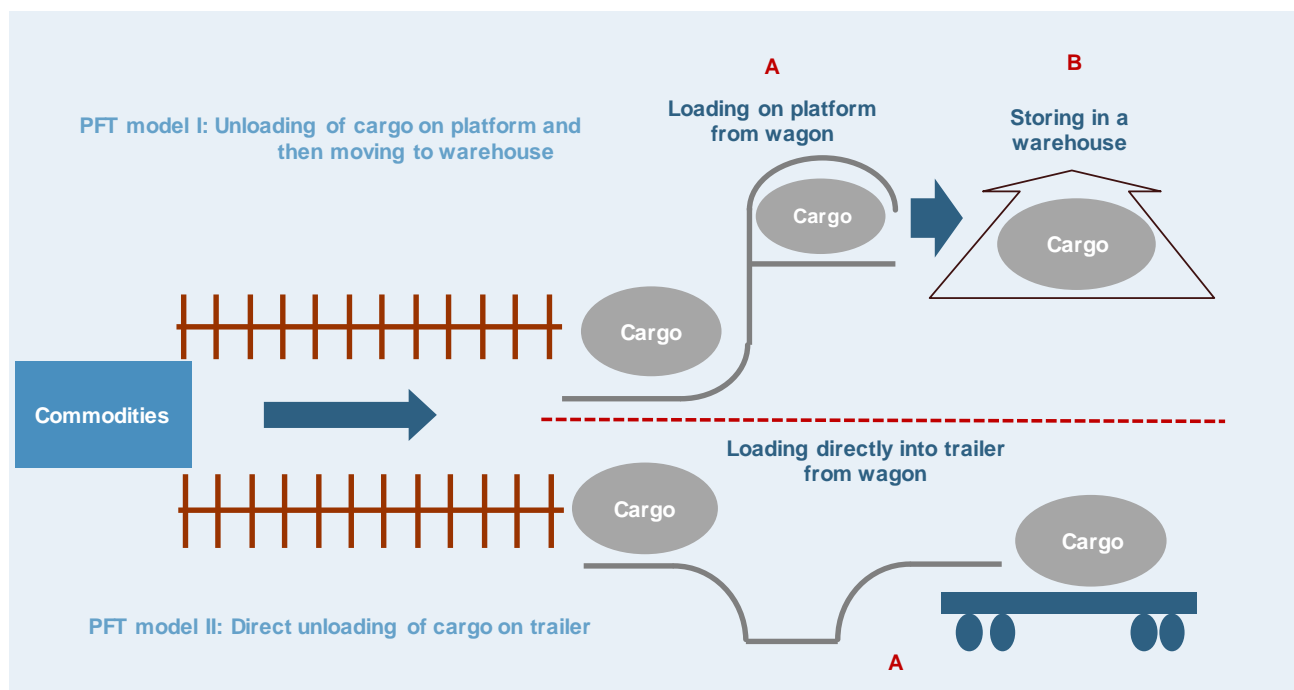 A
B
Loading on platform
from wagon
Storing in a
warehouse
PFT model I: Unloading of cargo on platform and
then moving to warehouse
Cargo
Cargo
Cargo
Commodities
Loading directly into trailer
from wagon
Cargo
Cargo
PFT model II: Direct unloading of cargo on trailer
A